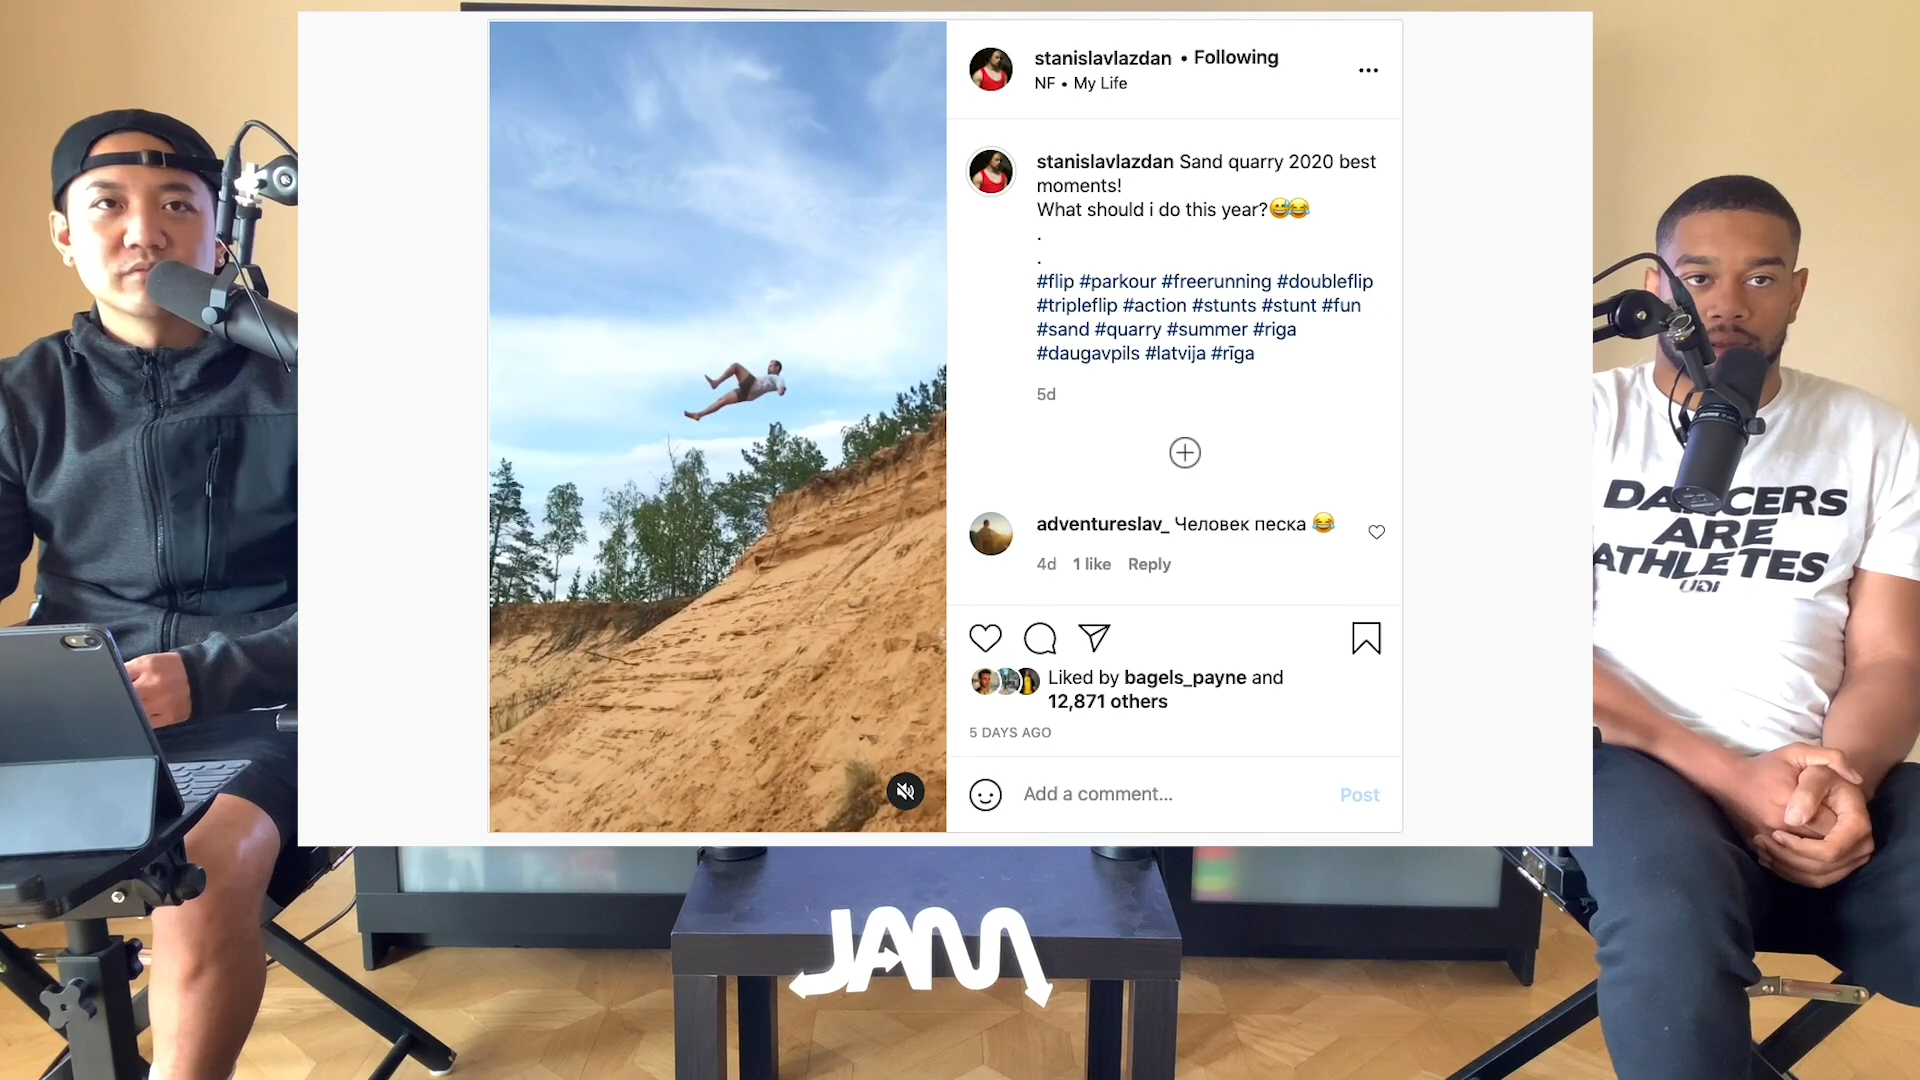 stanislavlazdan • Following
NF • My Life
stanislavlazdan Sand quarry 2020 best
moments!
What should i do this year?😅😂
.
.
#flip #parkour #freerunning #doubleflip
#tripleflip #action #stunts #stunt #fun
#sand #quarry #summer #riga
#daugavpils #latvija #rīga
5d
adventureslav_ Человек песка 😂
4d 1 like Reply
Liked by bagels_payne and
12,871 others
5 DAYS AGO
Add a comment... Post
DANCERS
ARE
ATHLETES
UDI
JAM